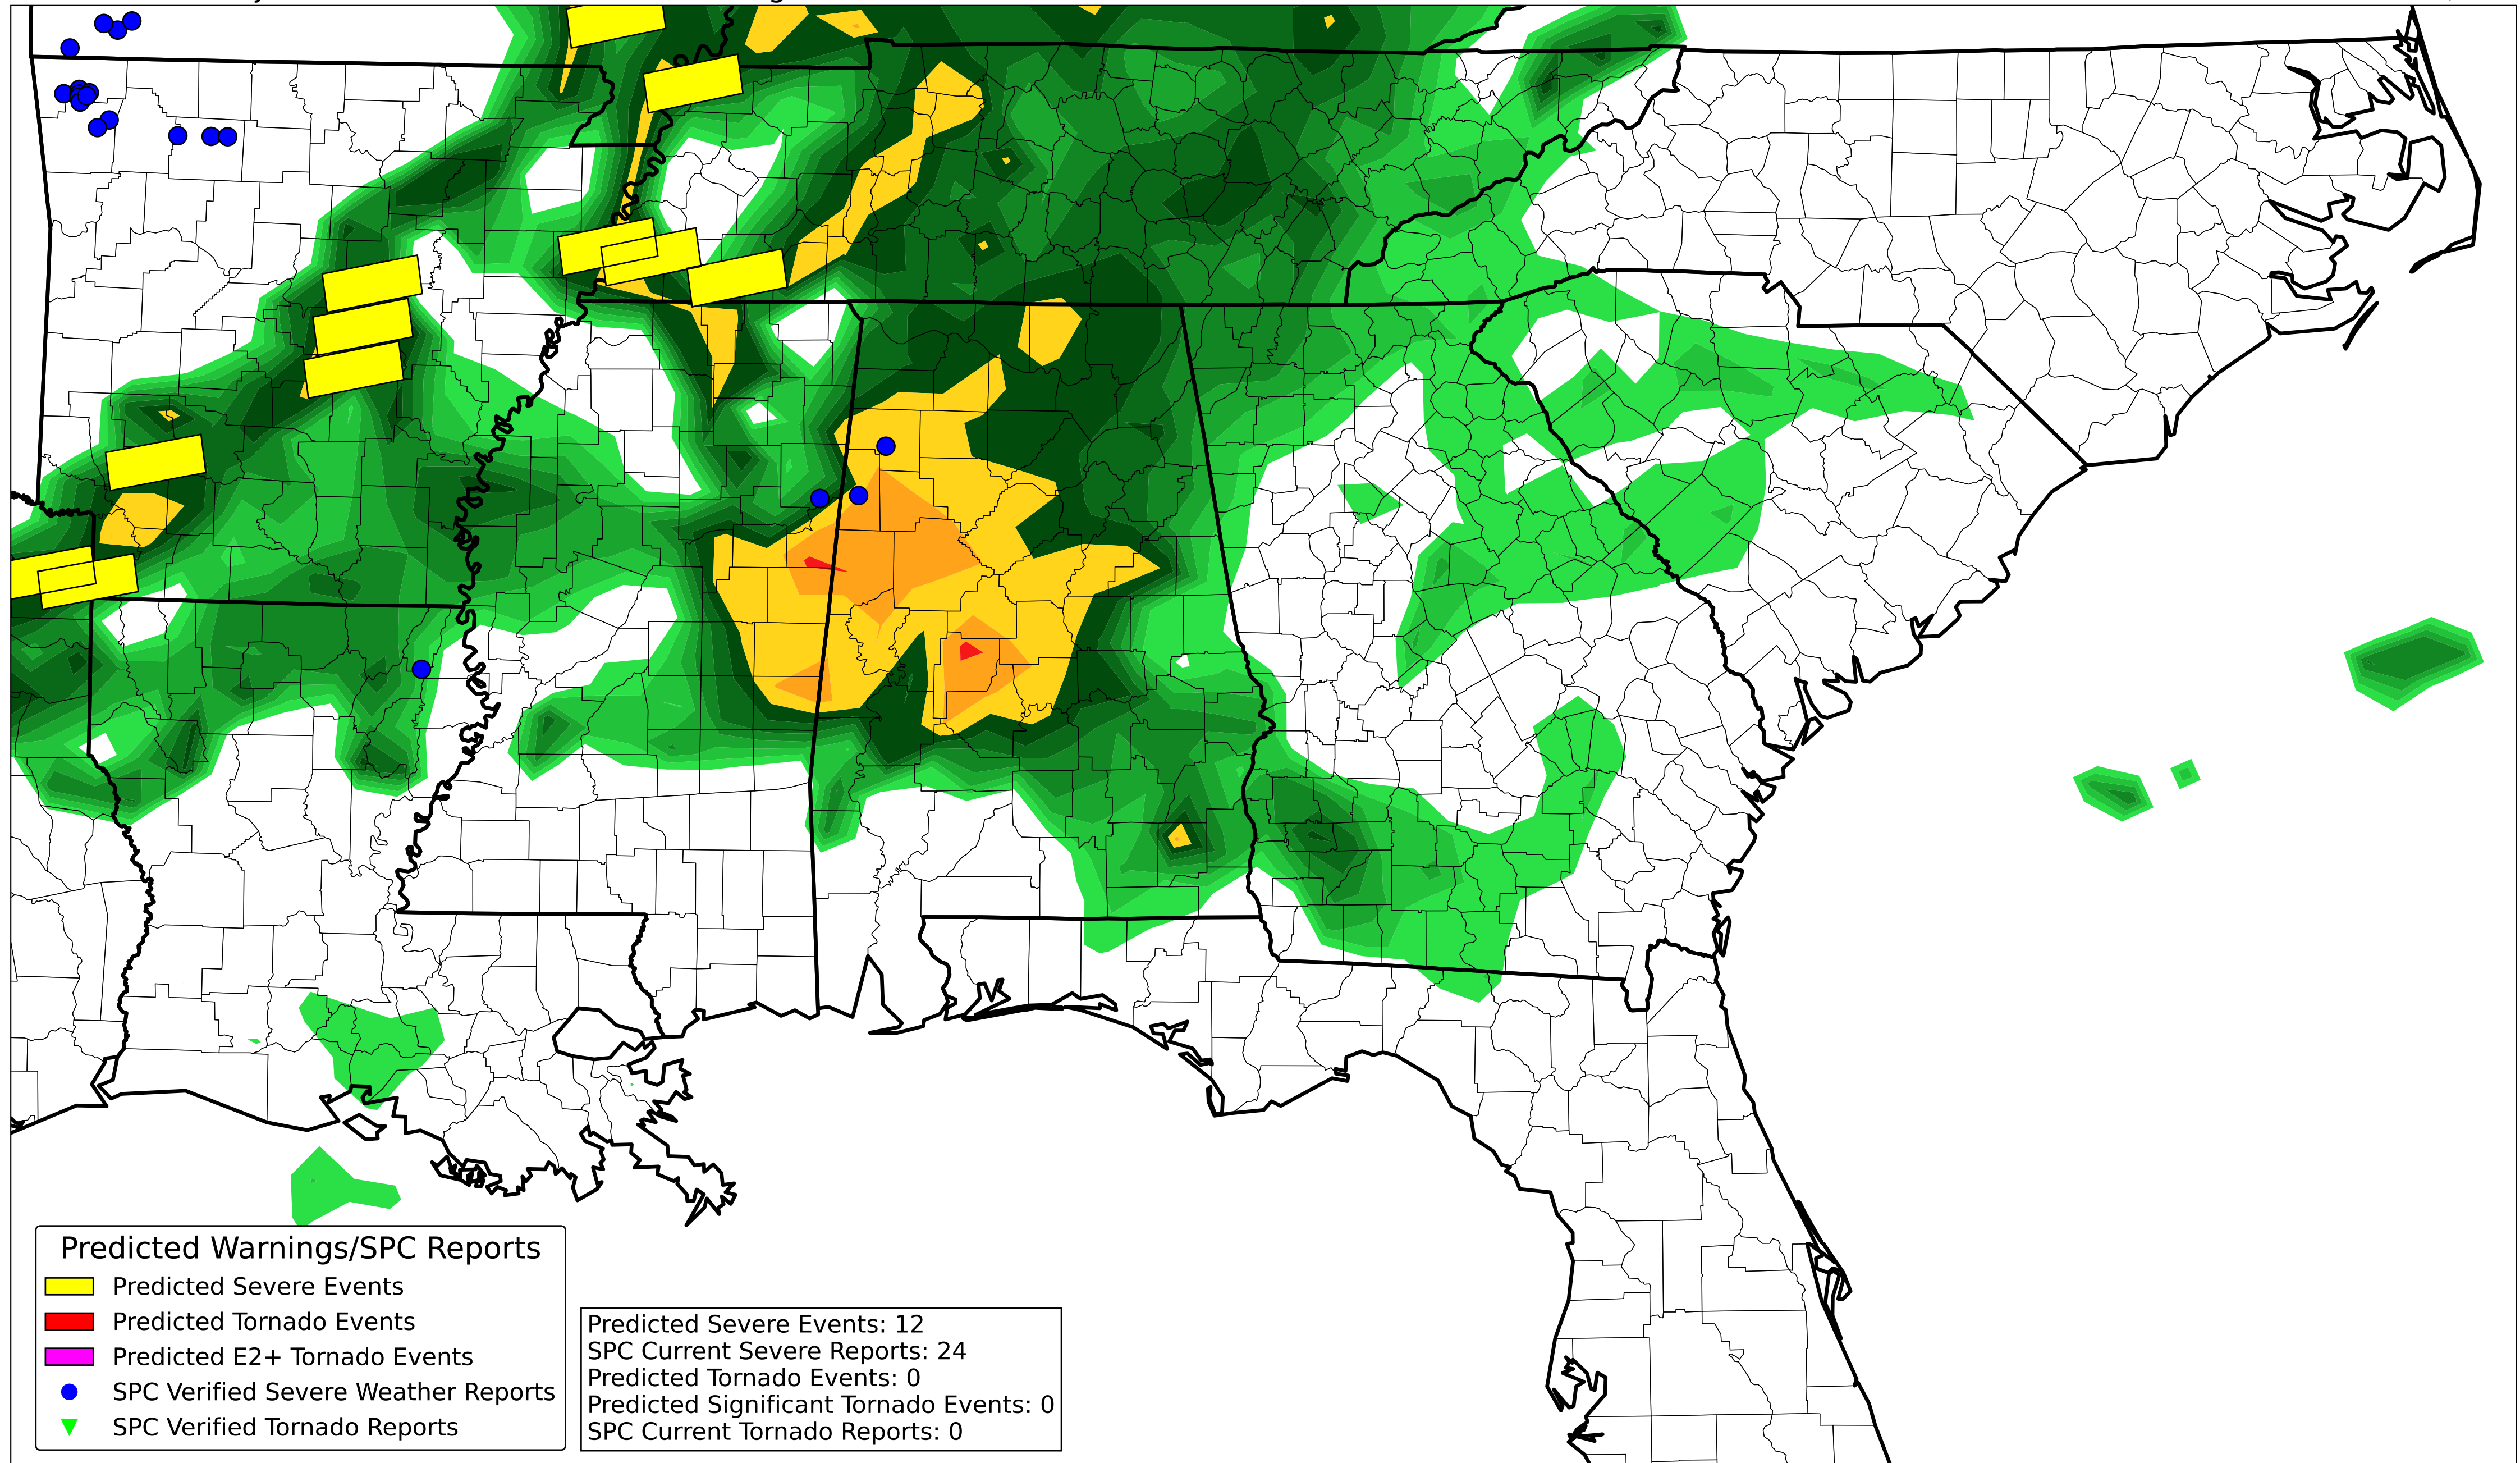 Predicted Warnings/SPC Reports
Predicted Severe Events
Predicted Tornado Events
Predicted E2+ Tornado Events
SPC Verified Severe Weather Reports
SPC Verified Tornado Reports
Predicted Severe Events: 12
SPC Current Severe Reports: 24
Predicted Tornado Events: 0
Predicted Significant Tornado Events: 0
SPC Current Tornado Reports: 0